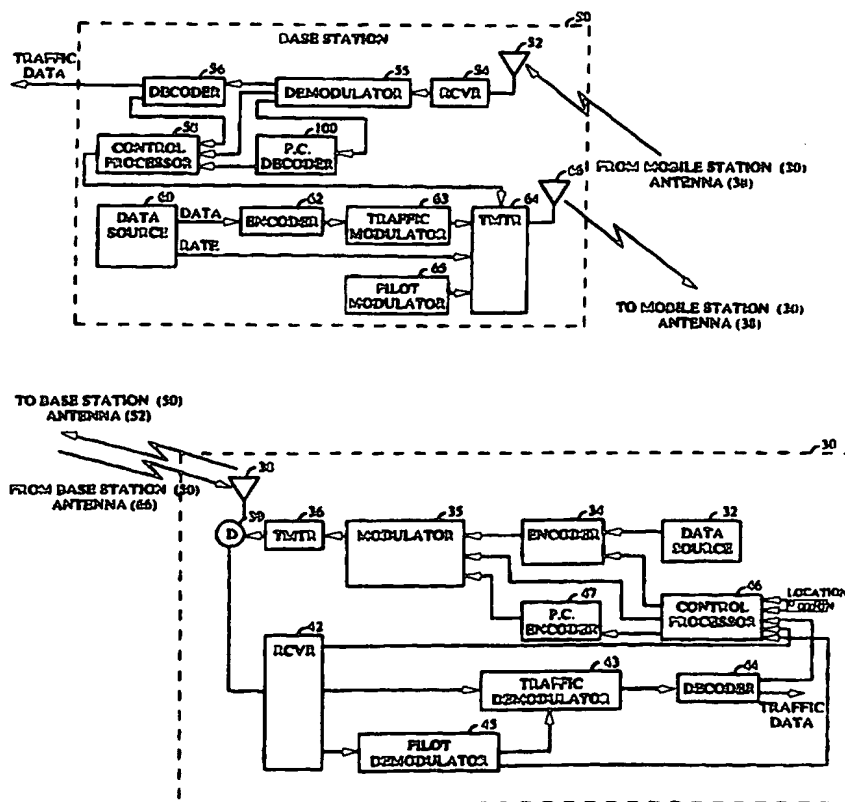 50
BASE STATION
52
TRAFFIC
DATA
56
DECODER
55
DEMODULATOR
54
RCVR
58
CONTROL
PROCESSOR
100
P.C.
DECODER
FROM MOBILE STATION (30)
ANTENNA (38)
66
60
DATA
SOURCE
DATA
RATE
62
ENCODER
63
TRAFFIC
MODULATOR
64
TMTR
65
PILOT
MODULATOR
TO MOBILE STATION (30)
ANTENNA (38)
TO BASE STATION (50)
ANTENNA (52)
30
38
FROM BASE STATION (50)
ANTENNA (66)
39
D
36
TMTR
35
MODULATOR
34
ENCODER
32
DATA
SOURCE
47
P.C.
ENCODER
46
CONTROL
PROCESSOR
LOCATION
42
RCVR
43
TRAFFIC
DEMODULATOR
44
DECODER
TRAFFIC
DATA
45
PILOT
DEMODULATOR